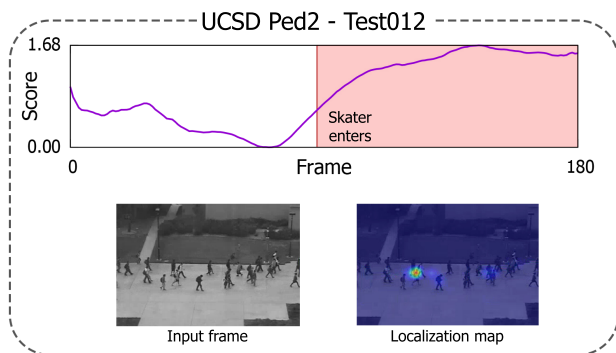 UCSD Ped2 - Test012
1.68
Score
0.00
Skater
enters
0
Frame
180
Input frame
Localization map